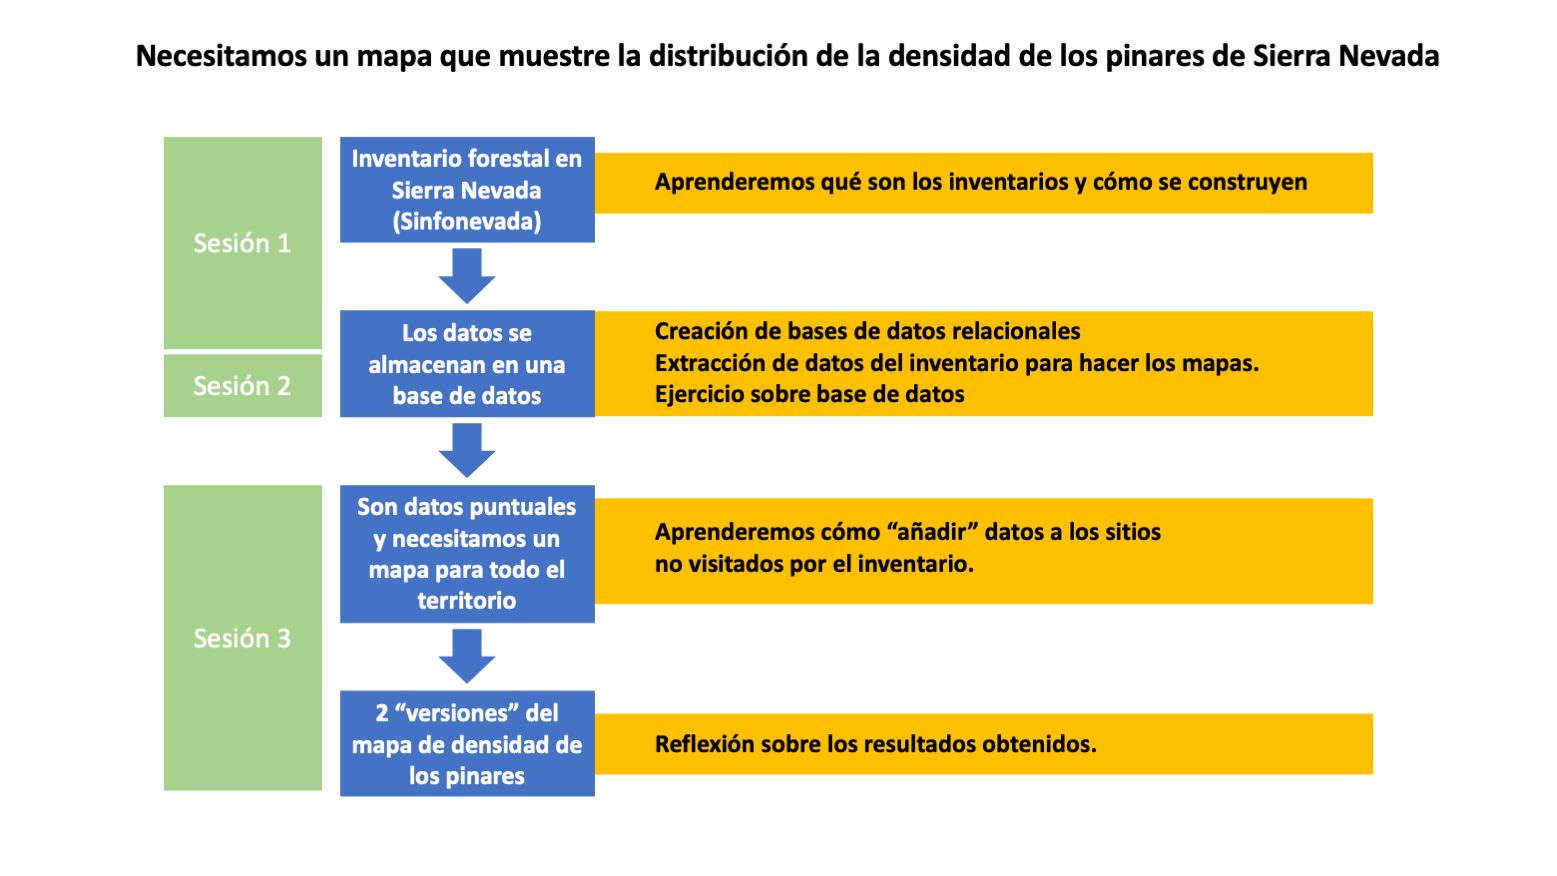 Necesitamos un mapa que muestre la distribución de la densidad de los pinares de Sierra Nevada
Sesión 1
Inventario forestal en
Sierra Nevada
(Sinfonevada)
Aprenderemos qué son los inventarios y cómo se construyen
Los datos se
almacenan en una
base de datos
Creación de bases de datos relacionales
Extracción de datos del inventario para hacer los mapas.
Ejercicio sobre base de datos
Sesión 2
Sesión 3
Son datos puntuales
y necesitamos un
mapa para todo el
territorio
Aprenderemos cómo “añadir” datos a los sitios
no visitados por el inventario.
2 “versiones” del
mapa de densidad de
los pinares
Reflexión sobre los resultados obtenidos.